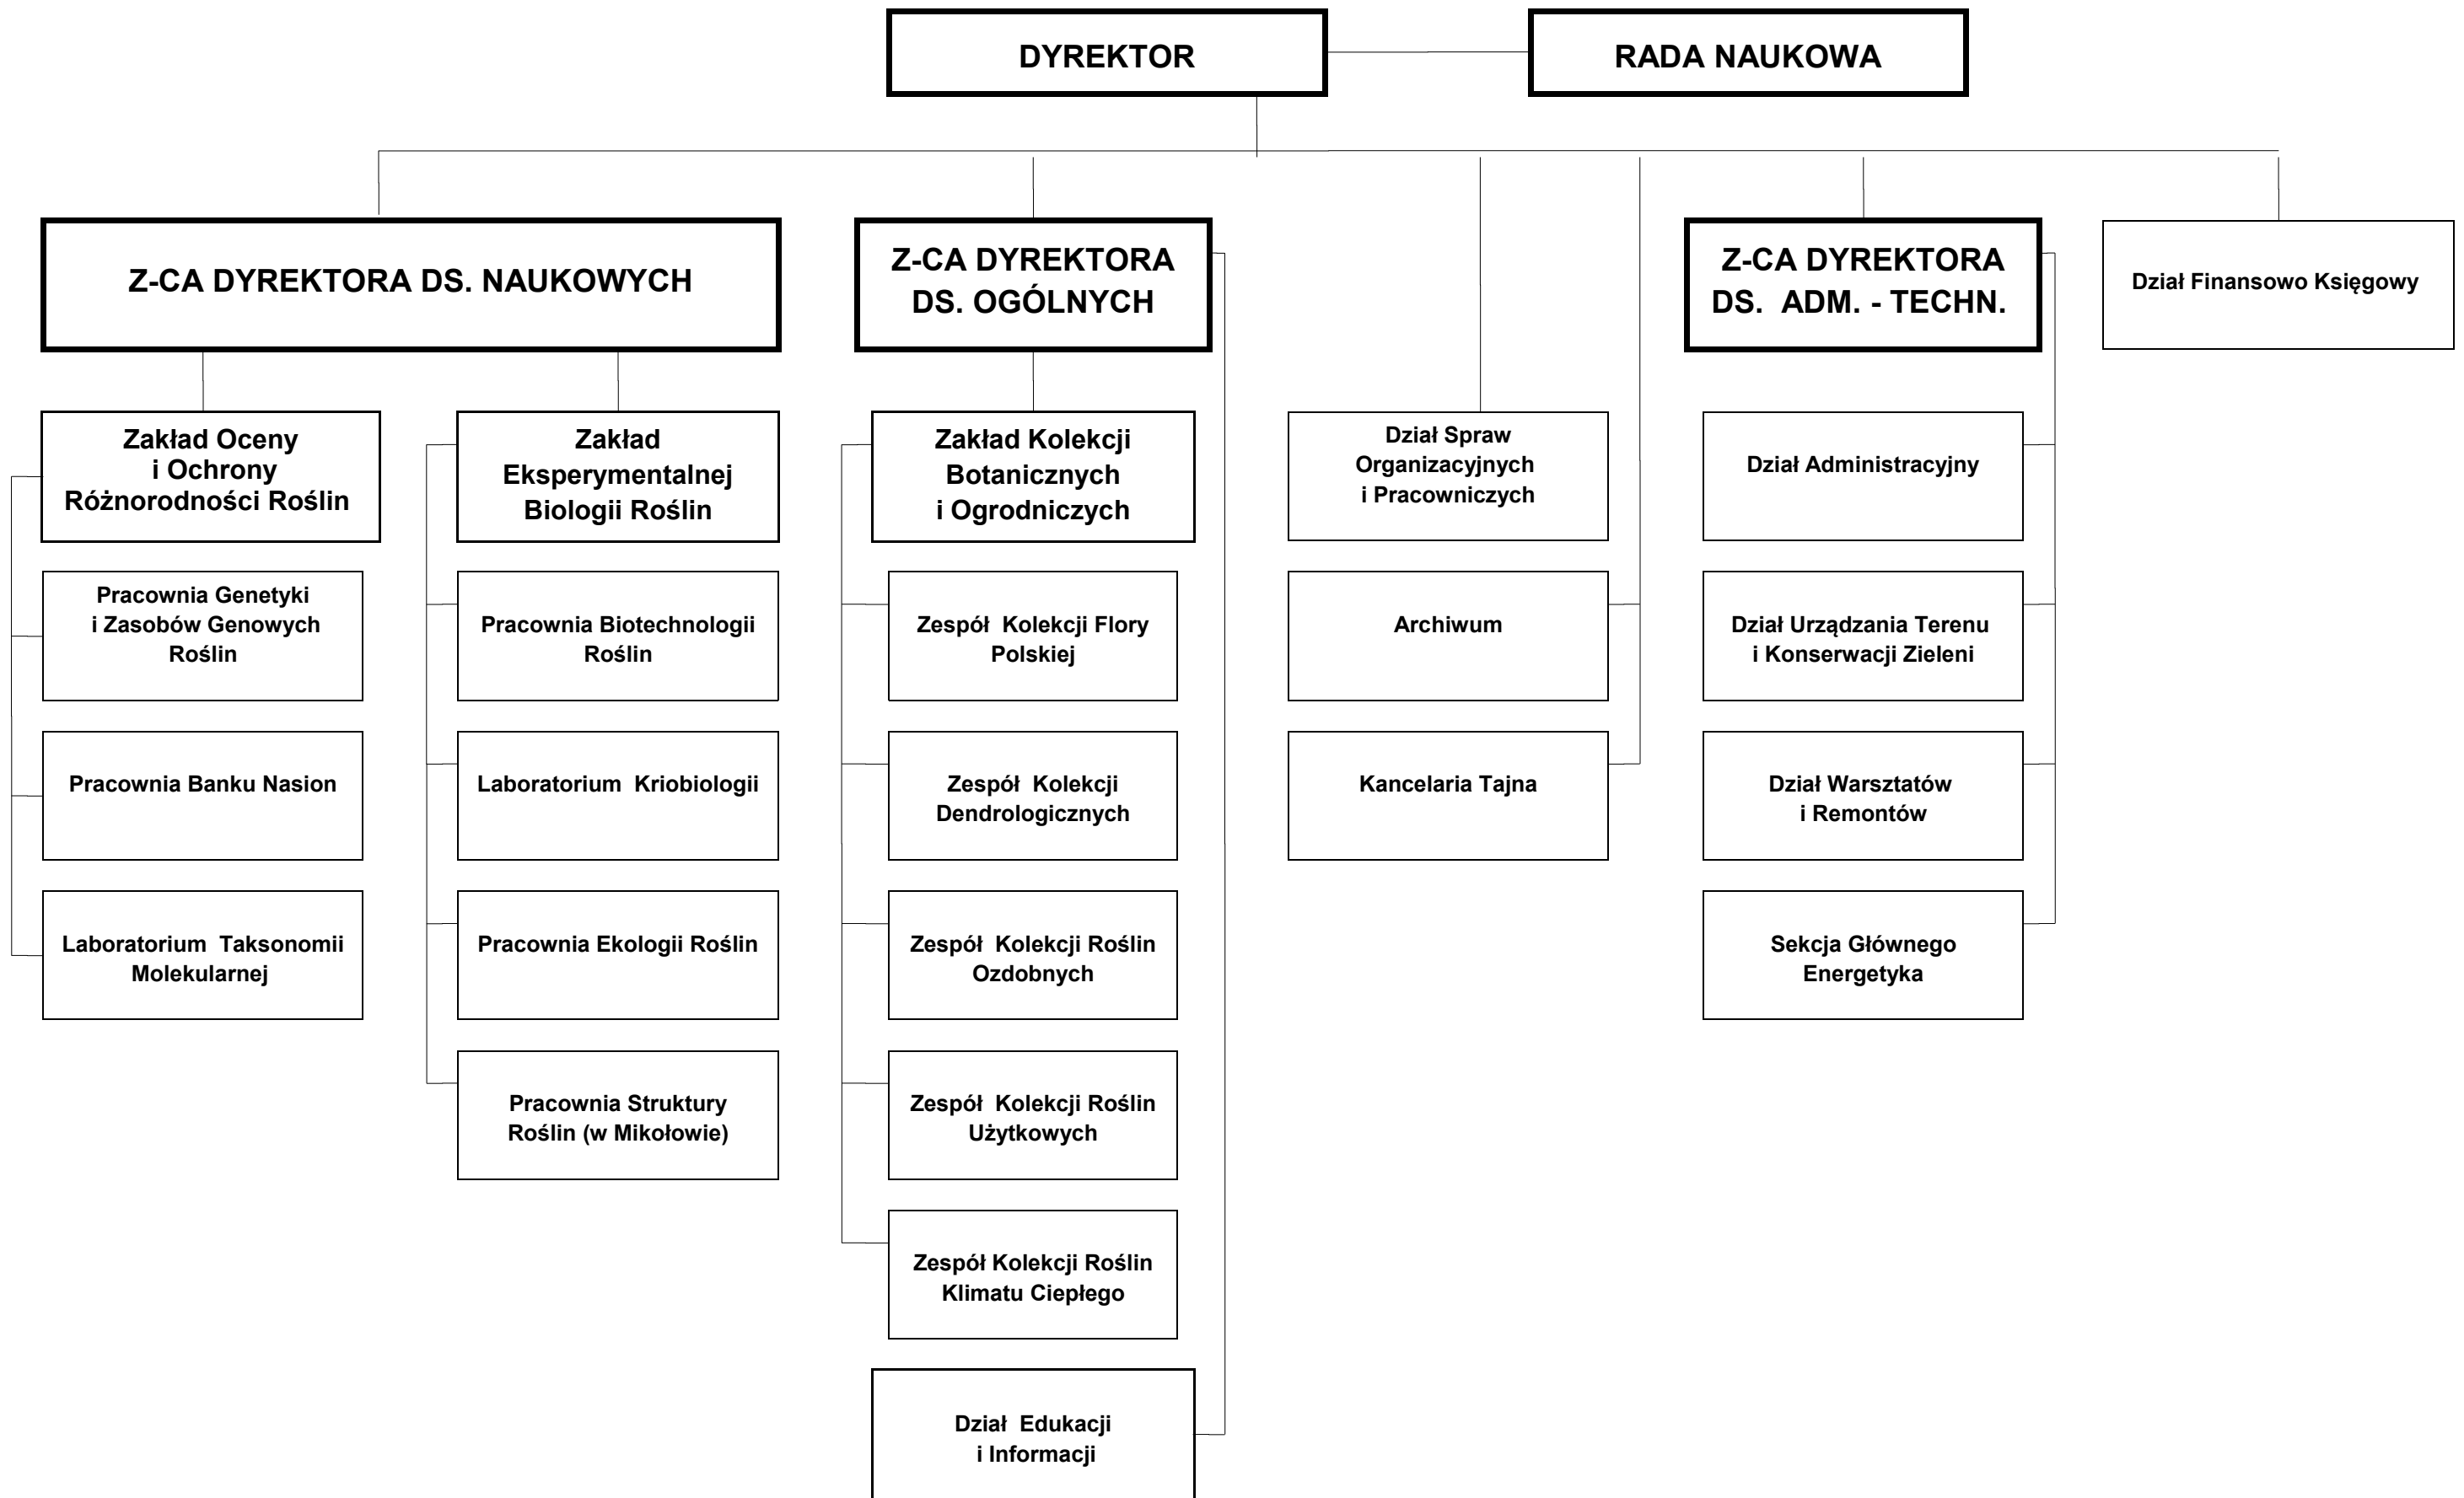 DYREKTOR
RADA NAUKOWA
Z-CA DYREKTORA DS. NAUKOWYCH
Z-CA DYREKTORA
DS. OGÓLNYCH
Z-CA DYREKTORA
DS. ADM. - TECHN.
Dział Finansowo Księgowy
Zakład Oceny
i Ochrony
Różnorodności Roślin
Pracownia Genetyki
i Zasobów Genowych
Roślin
Pracownia Banku Nasion
Laboratorium Taksonomii
Molekularnej
Zakład
Eksperymentalnej
Biologii Roślin
Pracownia Biotechnologii
Roślin
Laboratorium Kriobiologii
Pracownia Ekologii Roślin
Pracownia Struktury
Roślin (w Mikołowie)
Zakład Kolekcji
Botanicznych
i Ogrodniczych
Zespół Kolekcji Flory
Polskiej
Zespół Kolekcji
Dendrologicznych
Zespół Kolekcji Roślin
Ozdobnych
Zespół Kolekcji Roślin
Użytkowych
Zespół Kolekcji Roślin
Klimatu Ciepłego
Dział Edukacji
i Informacji
Dział Spraw
Organizacyjnych
i Pracowniczych
Archiwum
Kancelaria Tajna
Dział Administracyjny
Dział Urządzania Terenu
i Konserwacji Zieleni
Dział Warsztatów
i Remontów
Sekcja Głównego
Energetyka